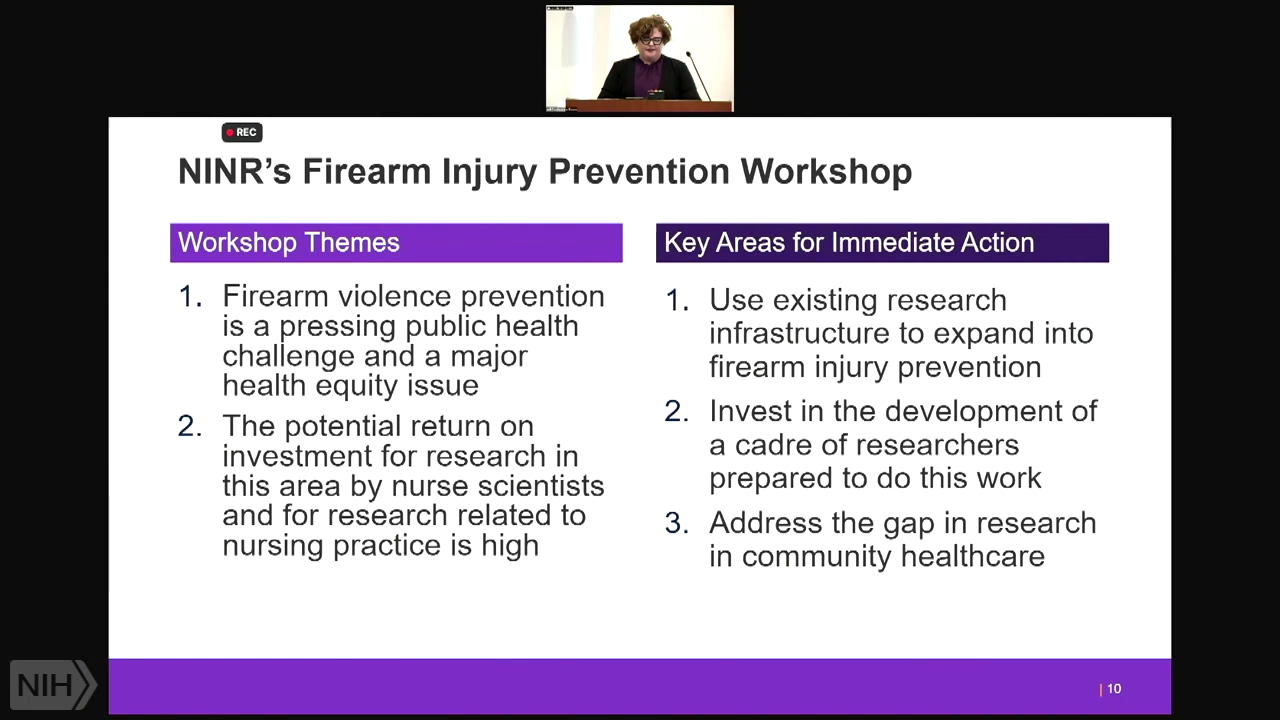 REC
NINR’s Firearm Injury Prevention Workshop
Workshop Themes
1. Firearm violence prevention
is a pressing public health
challenge and a major
health equity issue
2. The potential return on
investment for research in
this area by nurse scientists
and for research related to
nursing practice is high
Key Areas for Immediate Action
1. Use existing research
infrastructure to expand into
firearm injury prevention
2. Invest in the development of
a cadre of researchers
prepared to do this work
3. Address the gap in research
in community healthcare
NIH
| 10